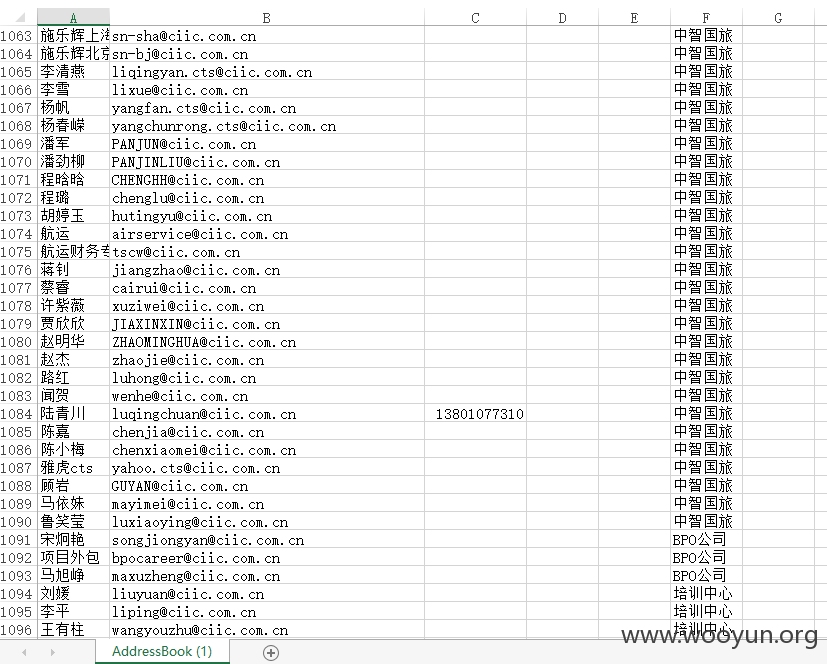 A B C D E F G
1063 施乐辉上海 sn-sha@ciic.com.cn 中智国旅
1064 施乐辉北京 sn-bj@ciic.com.cn 中智国旅
1065 李清燕 liqingyan.cts@ciic.com.cn 中智国旅
1066 李雪 lixue@ciic.com.cn 中智国旅
1067 杨帆 yangfan.cts@ciic.com.cn 中智国旅
1068 杨春嵘 yangchunrong.cts@ciic.com.cn 中智国旅
1069 潘军 PANJUN@ciic.com.cn 中智国旅
1070 潘劲柳 PANJINLIU@ciic.com.cn 中智国旅
1071 程晗晗 CHENGHH@ciic.com.cn 中智国旅
1072 程璐 chenglu@ciic.com.cn 中智国旅
1073 胡婷玉 hutingyu@ciic.com.cn 中智国旅
1074 航运 airservice@ciic.com.cn 中智国旅
1075 航运财务专 tscw@ciic.com.cn 中智国旅
1076 蒋钊 jiangzhao@ciic.com.cn 中智国旅
1077 蔡睿 cairui@ciic.com.cn 中智国旅
1078 许紫薇 xuziwei@ciic.com.cn 中智国旅
1079 贾欣欣 JIAXINXIN@ciic.com.cn 中智国旅
1080 赵明华 ZHAOMINGHUA@ciic.com.cn 中智国旅
1081 赵杰 zhaojie@ciic.com.cn 中智国旅
1082 路红 luhong@ciic.com.cn 中智国旅
1083 闻贺 wenhe@ciic.com.cn 中智国旅
1084 陆青川 luqingchuan@ciic.com.cn 13801077310 中智国旅
1085 陈嘉 chenjia@ciic.com.cn 中智国旅
1086 陈小梅 chenxiaomei@ciic.com.cn 中智国旅
1087 雅虎cts yahoo.cts@ciic.com.cn 中智国旅
1088 顾岩 GUYAN@ciic.com.cn 中智国旅
1089 马依姝 mayimei@ciic.com.cn 中智国旅
1090 鲁笑莹 luxiaoying@ciic.com.cn 中智国旅
1091 宋炯艳 songjiongyan@ciic.com.cn BPO公司
1092 项目外包 bpocareer@ciic.com.cn BPO公司
1093 马旭峥 maxuzheng@ciic.com.cn BPO公司
1094 刘媛 liuyuan@ciic.com.cn 培训中心
1095 李平 liping@ciic.com.cn 培训中心
1096 王有柱 wangyouzhu@ciic.com.cn 培训中心
www.wooyun.org
AddressBook (1)